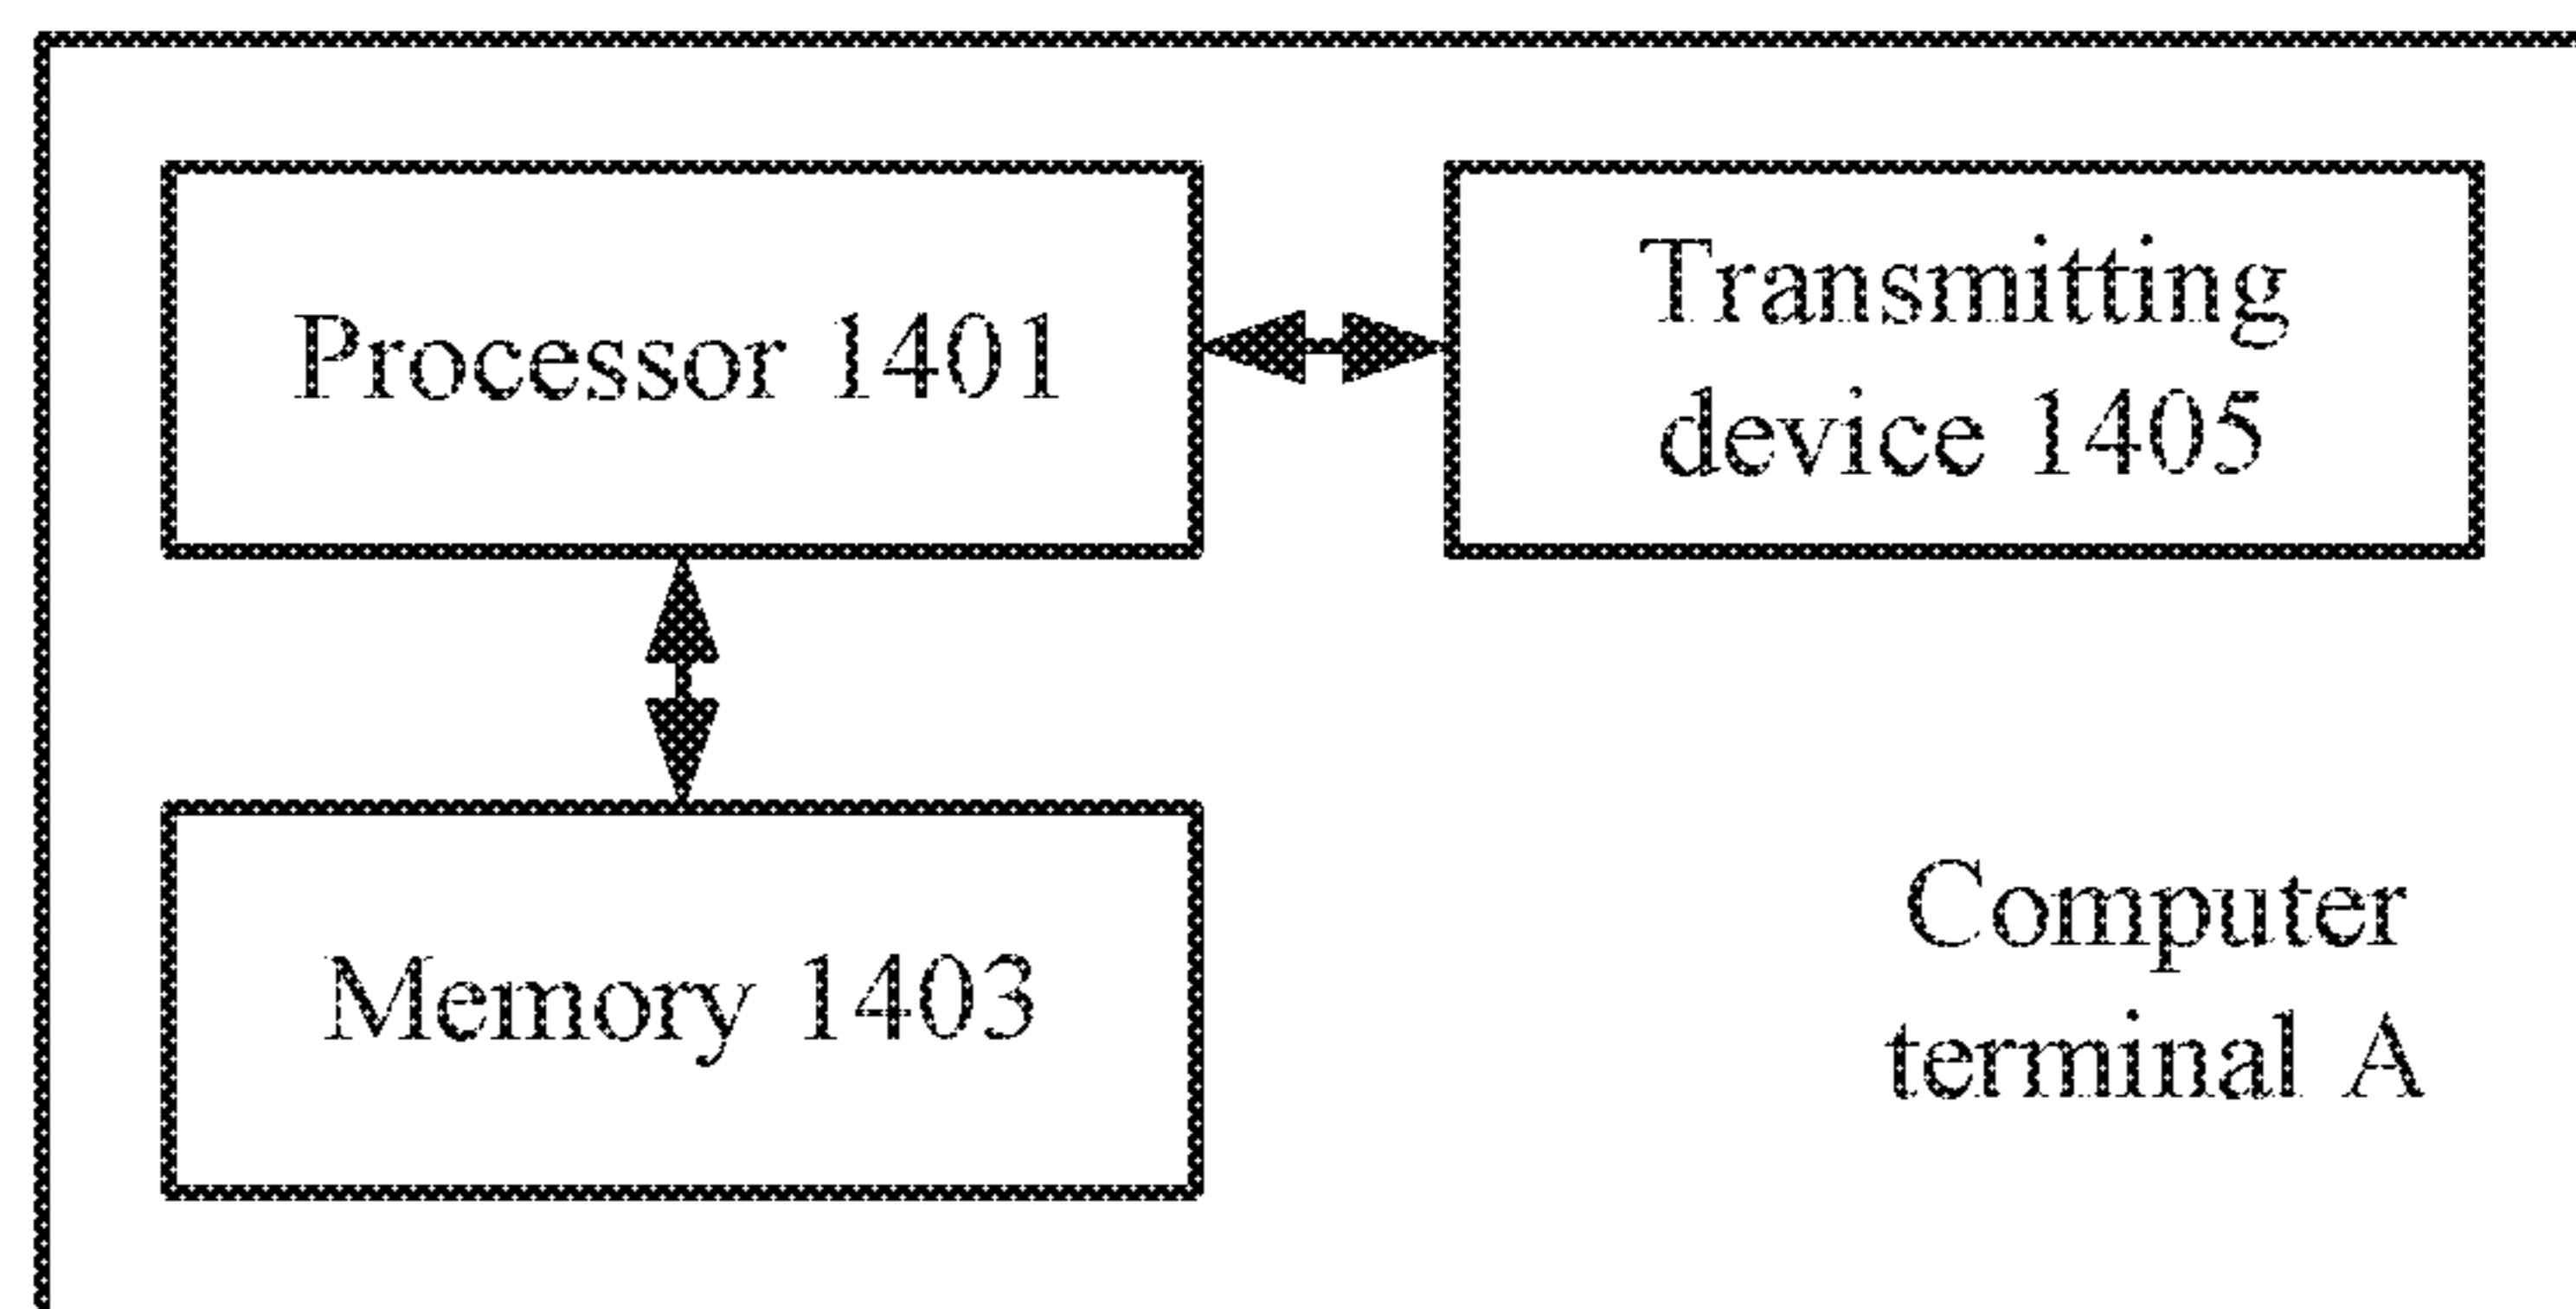 Processor 1401
Transmitting
device 1405
Memory 1403
Computer
terminal A